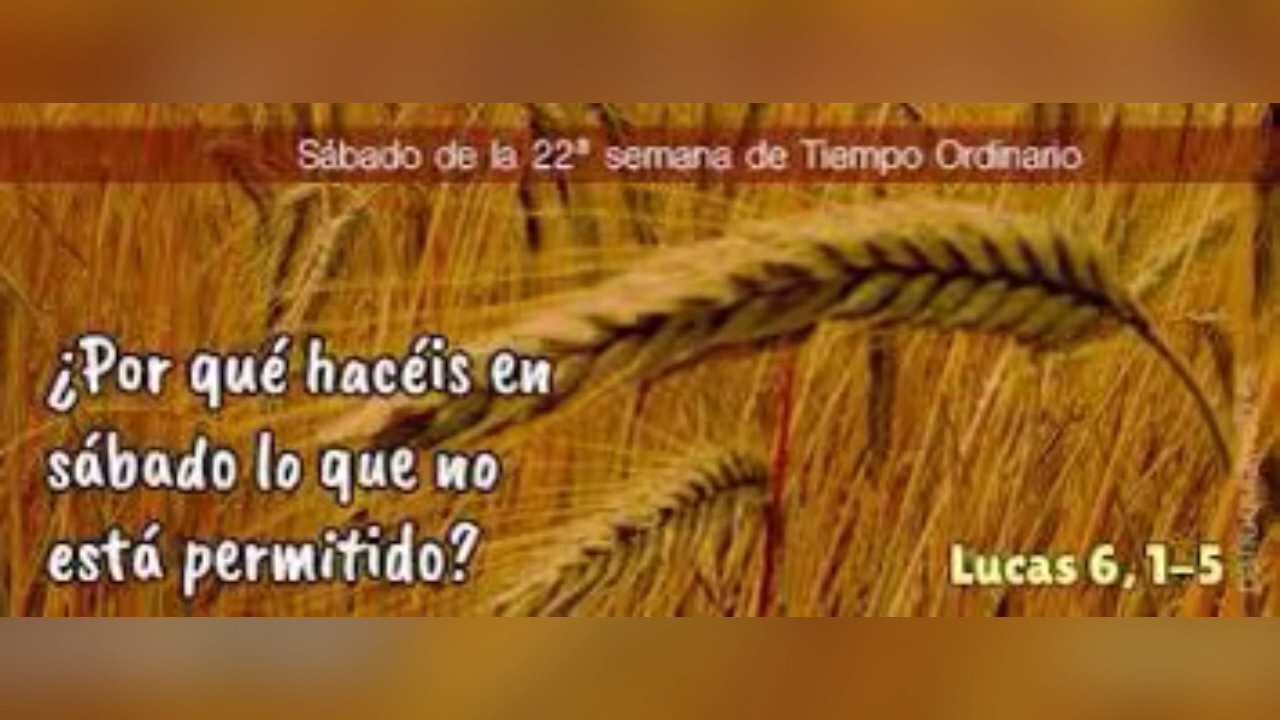 Sábado de la 22ª semana de Tiempo Ordinario
¿Por qué hacéis en
sábado lo que no
está permitido?
Lucas 6, 1-5